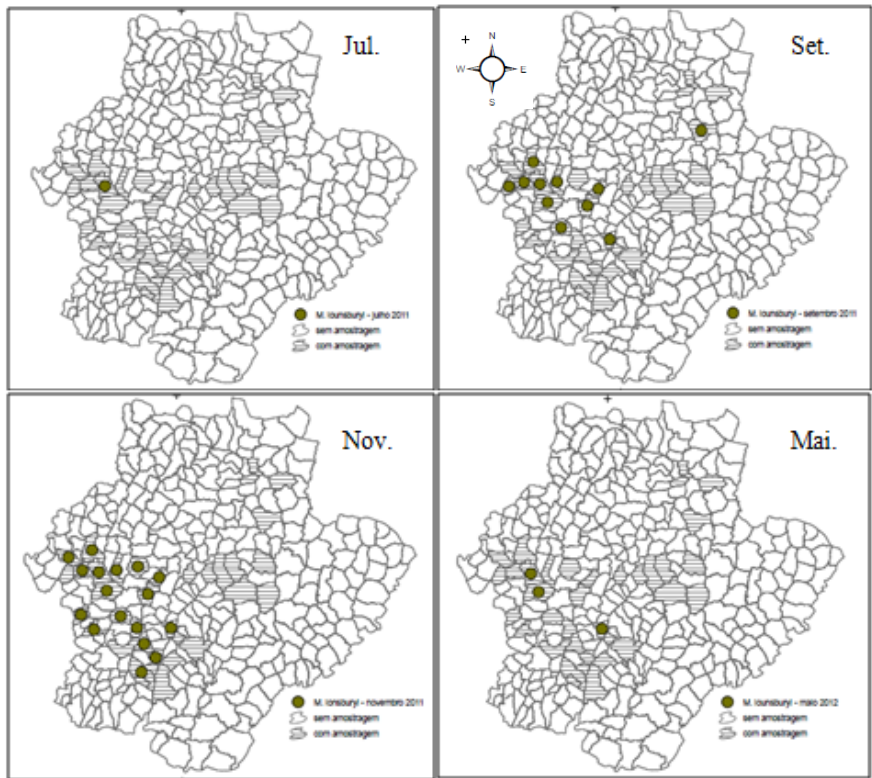 Jul.
M. lounsburyi - julho 2011
sem amostragem
com amostragem
Set.
N
W
E
S
M. lounsburyi - setembro 2011
sem amostragem
com amostragem
Nov.
M. lonsburyi - novembro 2011
sem amostragem
com amostragem
Mai.
M. lounsburyi - maio 2012
sem amostragem
com amostragem